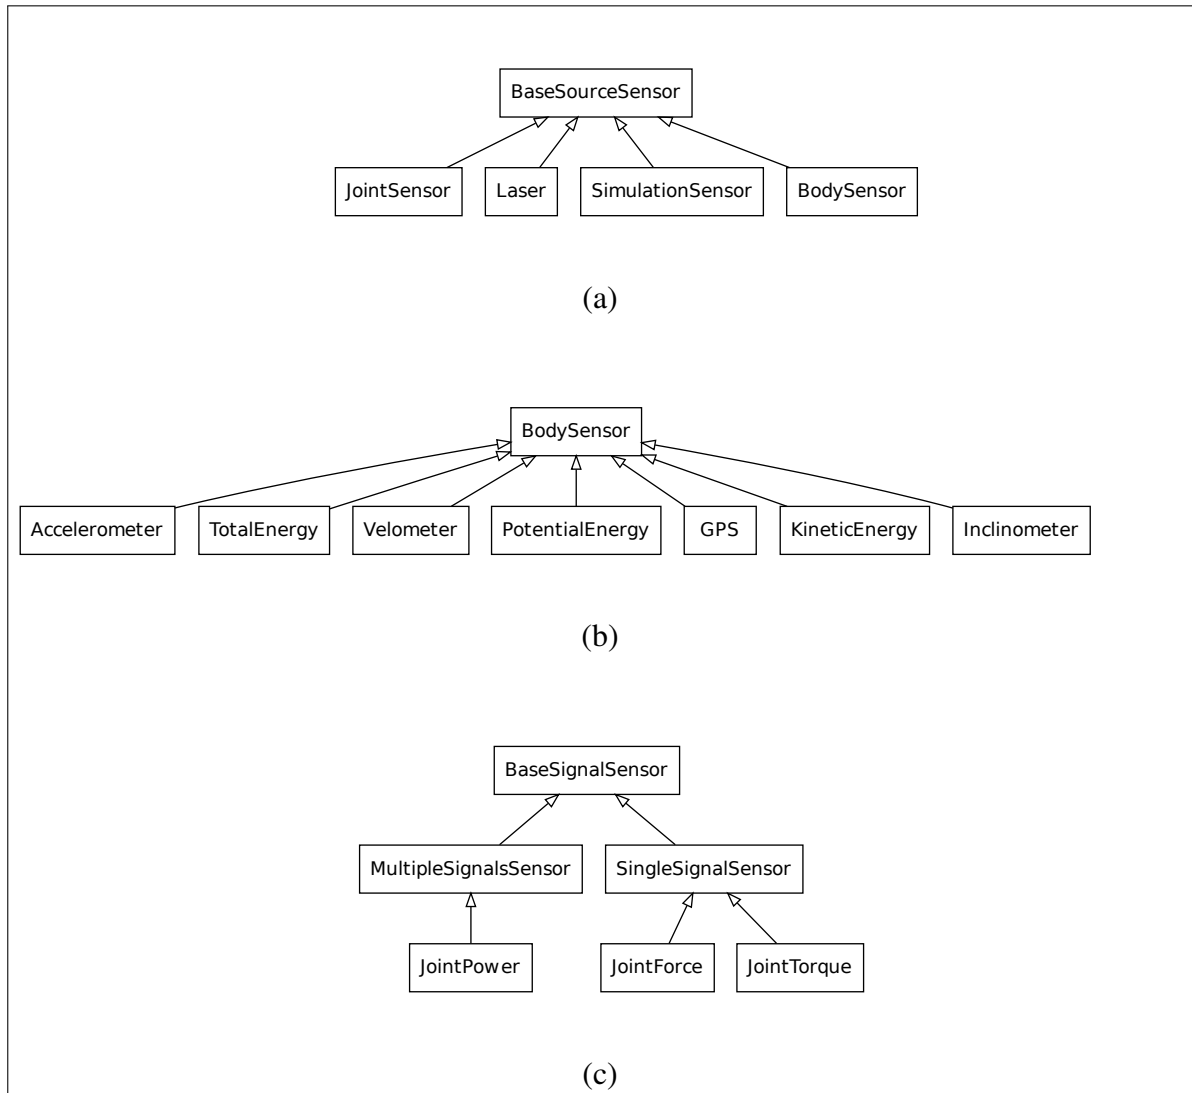 BaseSourceSensor
JointSensor Laser SimulationSensor BodySensor
(a)
BodySensor
Accelerometer TotalEnergy Velometer PotentialEnergy GPS KineticEnergy Inclinometer
(b)
BaseSignalSensor
MultipleSignalsSensor SingleSignalSensor
JointPower JointForce JointTorque
(c)